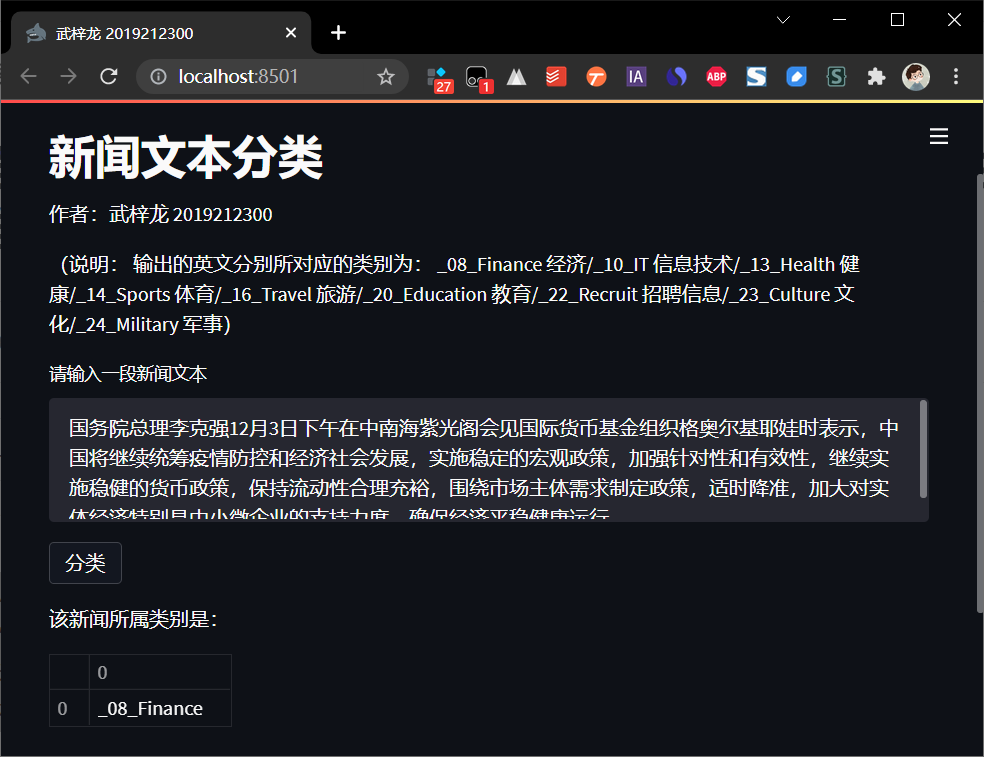 武梓龙 2019212300
localhost:8501
27
1
IA
ABP
S
S
新闻文本分类
作者：武梓龙 2019212300
（说明： 输出的英文分别所对应的类别为： _08_Finance 经济/_10_IT 信息技术/_13_Health 健
康/_14_Sports 体育/_16_Travel 旅游/_20_Education 教育/_22_Recruit 招聘信息/_23_Culture 文
化/_24_Military 军事）
请输入一段新闻文本
国务院总理李克强12月3日下午在中南海紫光阁会见国际货币基金组织格奥尔基耶娃时表示，中
国将继续统筹疫情防控和经济社会发展，实施稳定的宏观政策，加强针对性和有效性，继续实
施稳健的货币政策，保持流动性合理充裕，围绕市场主体需求制定政策，适时降准，加大对实
体经济特别是中小微企业的支持力度，确保经济平稳健康运行。
分类
该新闻所属类别是：
0
0 _08_Finance